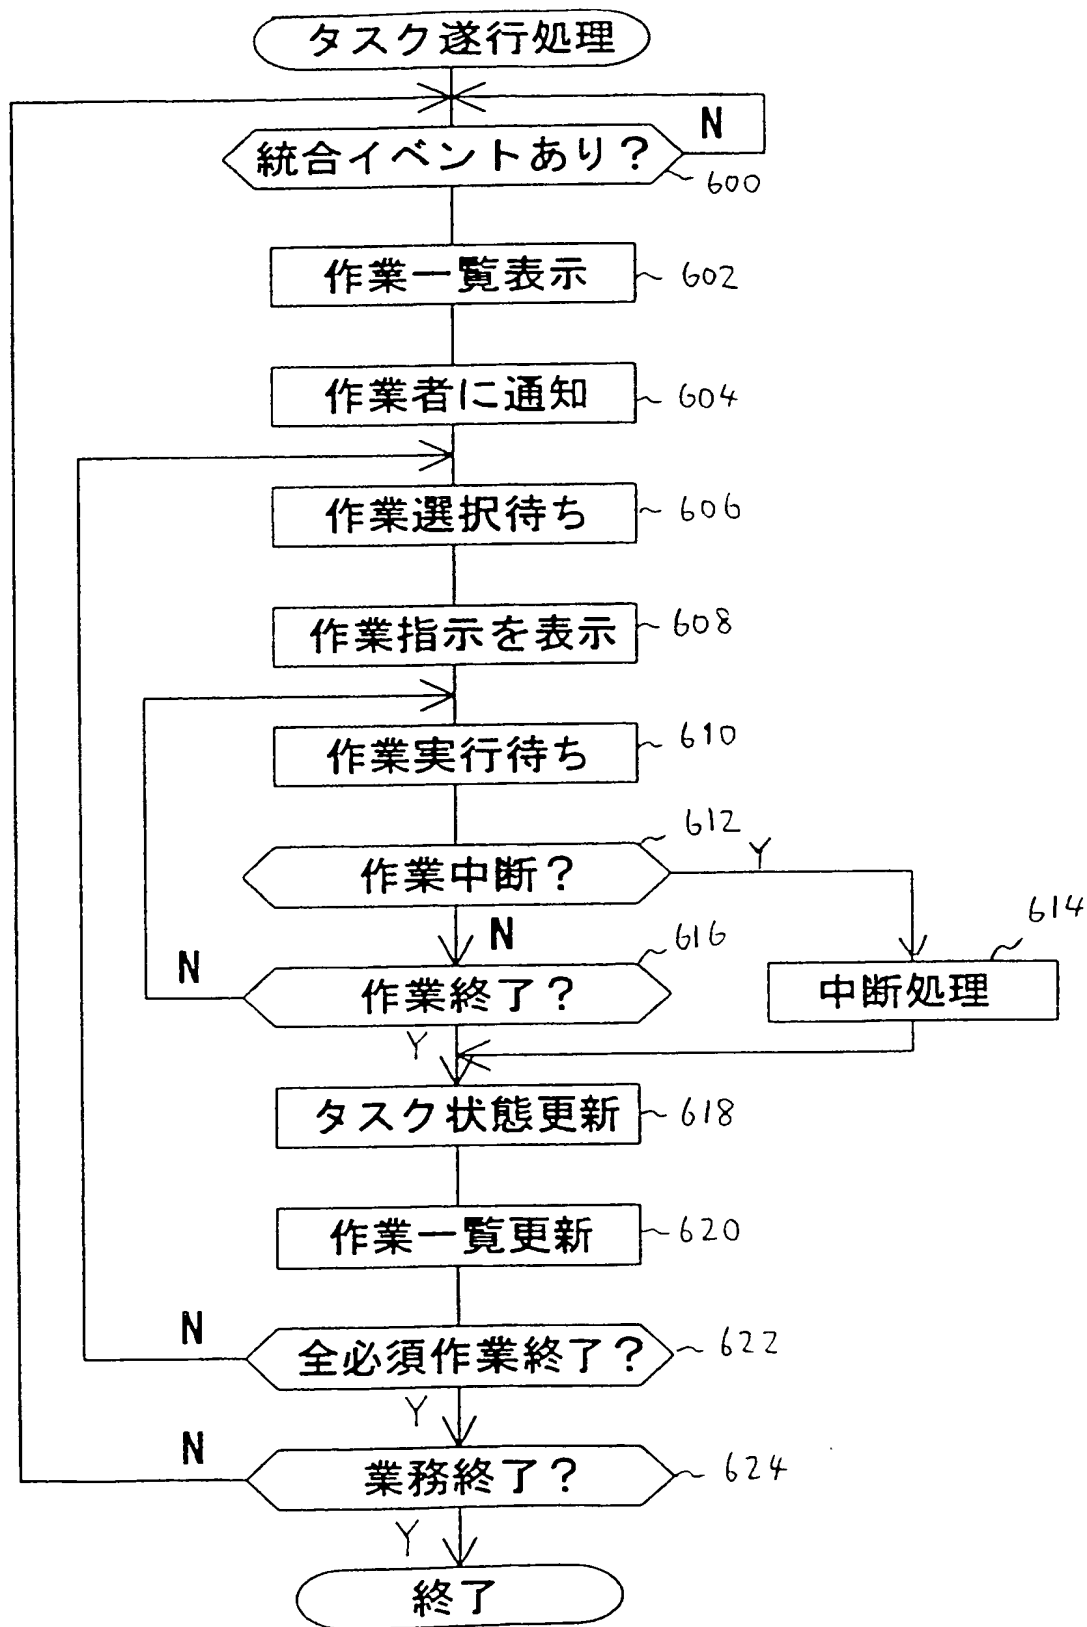 タスク遂行処理
N
統合イベントあり?
600
作業一覧表示
602
作業者に通知
604
作業選択待ち
606
作業指示を表示
608
作業実行待ち
610
612
作業中断?
Y
614
N
616
N
作業終了?
中断処理
Y
タスク状態更新
618
作業一覧更新
620
N
全必須作業終了?
622
Y
N
業務終了?
624
Y
終了